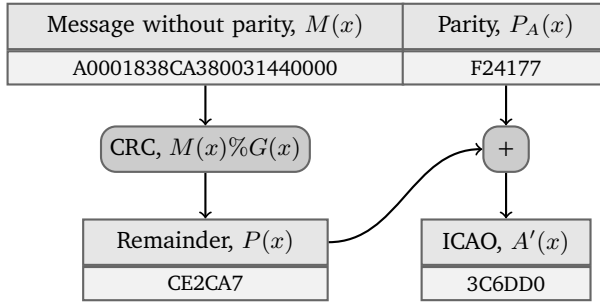 Message without parity, M(x) Parity, P_A(x)
A0001838CA380031440000 F24177
CRC, M(x)%G(x) +
Remainder, P(x) ICAO, A′(x)
CE2CA7 3C6DD0